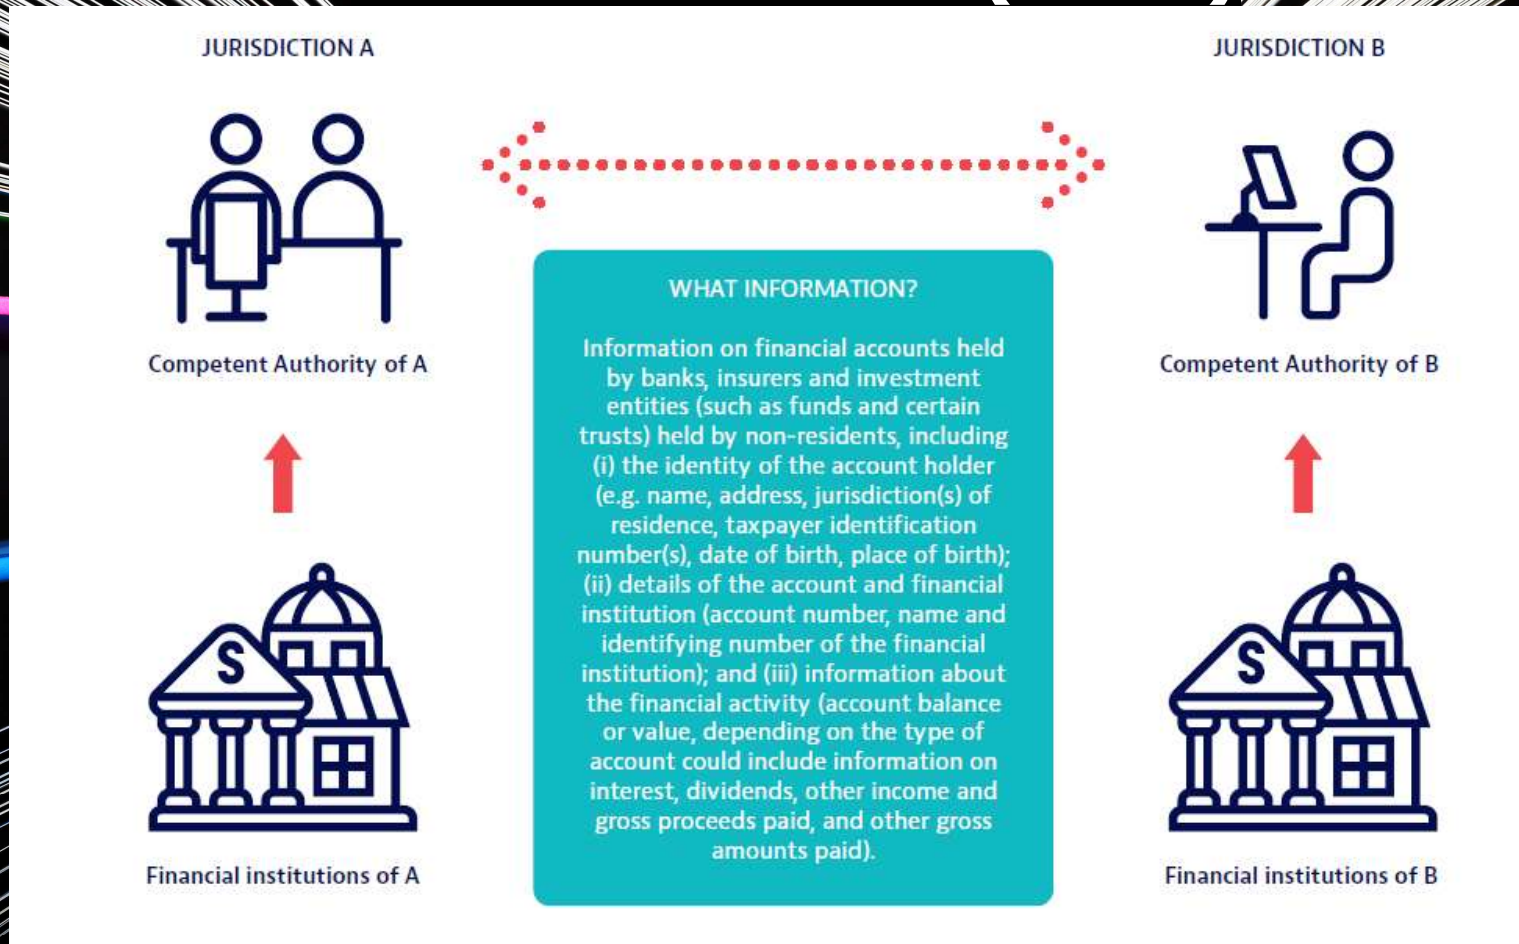 JURISDICTION A
JURISDICTION B
Competent Authority of A
Competent Authority of B
WHAT INFORMATION?
Information on financial accounts held
by banks, insurers and investment
entities (such as funds and certain
trusts) held by non-residents, including
(i) the identity of the account holder
(e.g. name, address, jurisdiction(s) of
residence, taxpayer identification
number(s), date of birth, place of birth);
(ii) details of the account and financial
institution (account number, name and
identifying number of the financial
institution); and (iii) information about
the financial activity (account balance
or value, depending on the type of
account could include information on
interest, dividends, other income and
gross proceeds paid, and other gross
amounts paid).
S
S
Financial institutions of A
Financial institutions of B